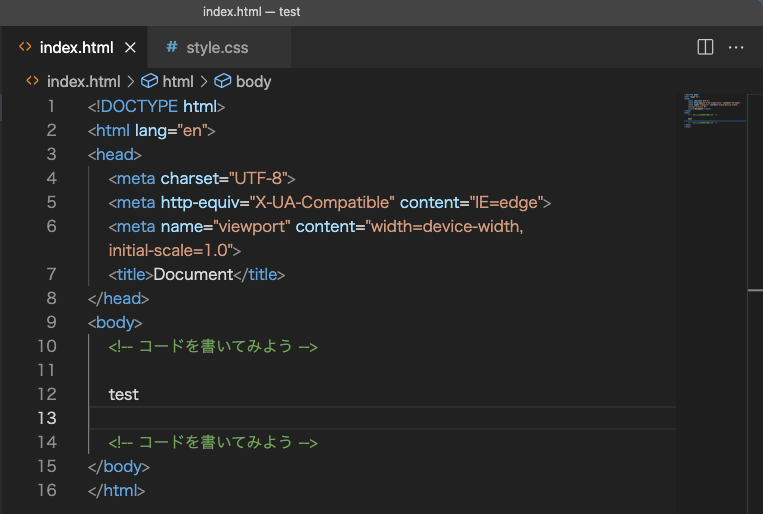 index.html — test
index.html
# style.css
index.html > html > body
1 <!DOCTYPE html>
2 <html lang="en">
3 <head>
4 <meta charset="UTF-8">
5 <meta http-equiv="X-UA-Compatible" content="IE=edge">
6 <meta name="viewport" content="width=device-width,
initial-scale=1.0">
7 <title>Document</title>
8 </head>
9 <body>
10 <!-- コードを書いてみよう -->
11
12 test
13
14 <!-- コードを書いてみよう -->
15 </body>
16 </html>